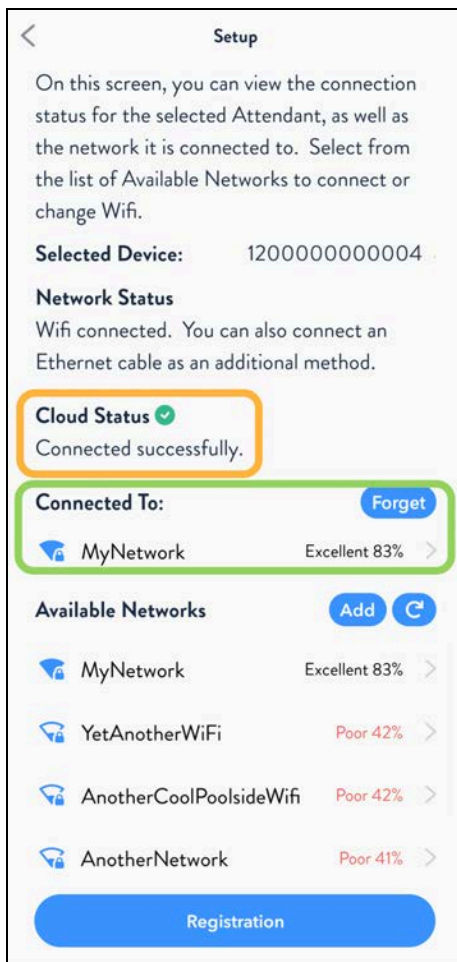 Setup
On this screen, you can view the connection
status for the selected Attendant, as well as
the network it is connected to. Select from
the list of Available Networks to connect or
change Wifi.
Selected Device: 1200000000004
Network Status
Wifi connected. You can also connect an
Ethernet cable as an additional method.
Cloud Status
Connected successfully.
Connected To: Forget
MyNetwork Excellent 83%
Available Networks Add
MyNetwork Excellent 83%
YetAnotherWiFi Poor 42%
AnotherCoolPoolsideWifi Poor 42%
AnotherNetwork Poor 41%
Registration